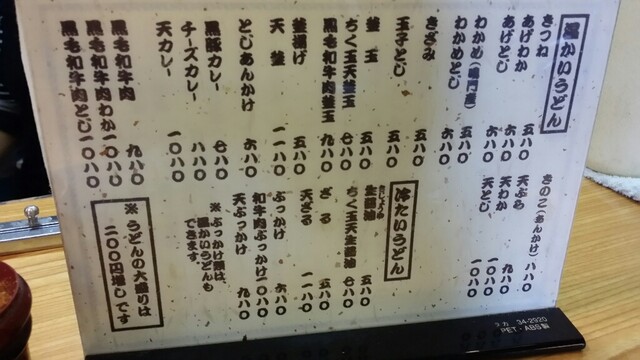 温かいうどん
きつね 五八〇
あげわか 六八〇
あげとじ 六八〇
わかめ(鳴門産) 五八〇
わかめとじ 六八〇
きざみ 五八〇
玉子とじ 五八〇
釜玉 五八〇
ちく玉天釜玉 七八〇
黒毛和牛肉釜玉 九八〇
釜揚げ 五八〇
天釜 一一八〇
とじあんかけ 六八〇
黒豚カレー 七八〇
チーズカレー 八八〇
天カレー 一〇八〇
黒毛和牛肉 九八〇
黒毛和牛肉わか 一〇八〇
黒毛和牛肉とじ 一〇八〇
きのこ(あんかけ) 八八〇
天ぷら 九八〇
天わか 一〇八〇
天とじ 一〇八〇
冷たいうどん
生醤油 五八〇
ちく玉天生醤油 七八〇
ざる 五八〇
天ざる 一一八〇
ぶっかけ 六八〇
和牛肉ぶっかけ 一〇八〇
天ぶっかけ 九八〇
※ぶっかけ類は
温かいうどんも
できます
※うどんの大盛りは
二〇〇円増しです
34-2920
PET・ABS製